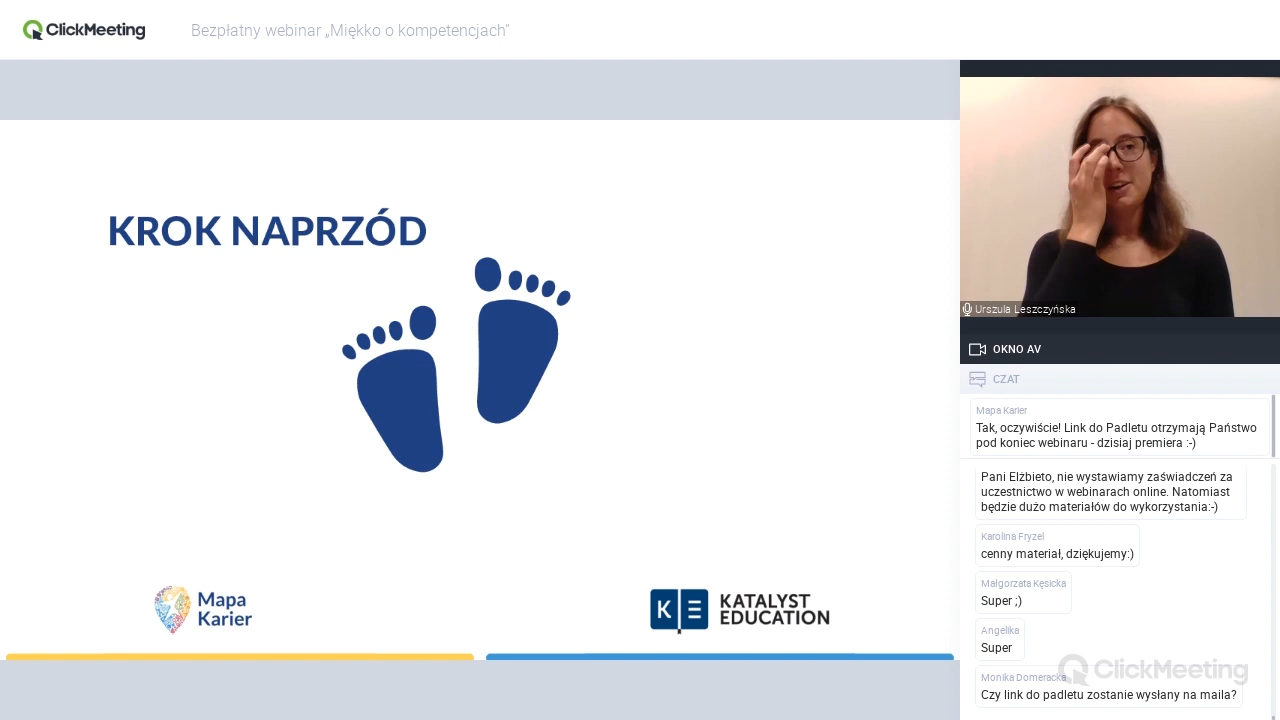 ClickMeeting
Bezpłatny webinar „Miękko o kompetencjach”
KROK NAPRZÓD
Mapa
Karier
K E
KATALYST
EDUCATION
Urszula Leszczyńska
OKNO AV
CZAT
Mapa Karier
Tak, oczywiście! Link do Padletu otrzymają Państwo
pod koniec webinaru - dzisiaj premiera :-)
Pani Elżbieto, nie wystawiamy zaświadczeń za
uczestnictwo w webinarach online. Natomiast
będzie dużo materiałów do wykorzystania:-)
Karolina Fryzel
cenny materiał, dziękujemy:)
Małgorzata Kęsicka
Super ;)
Angelika
Super
ClickMeeting
Monika Domeracka
Czy link do padletu zostanie wysłany na maila?